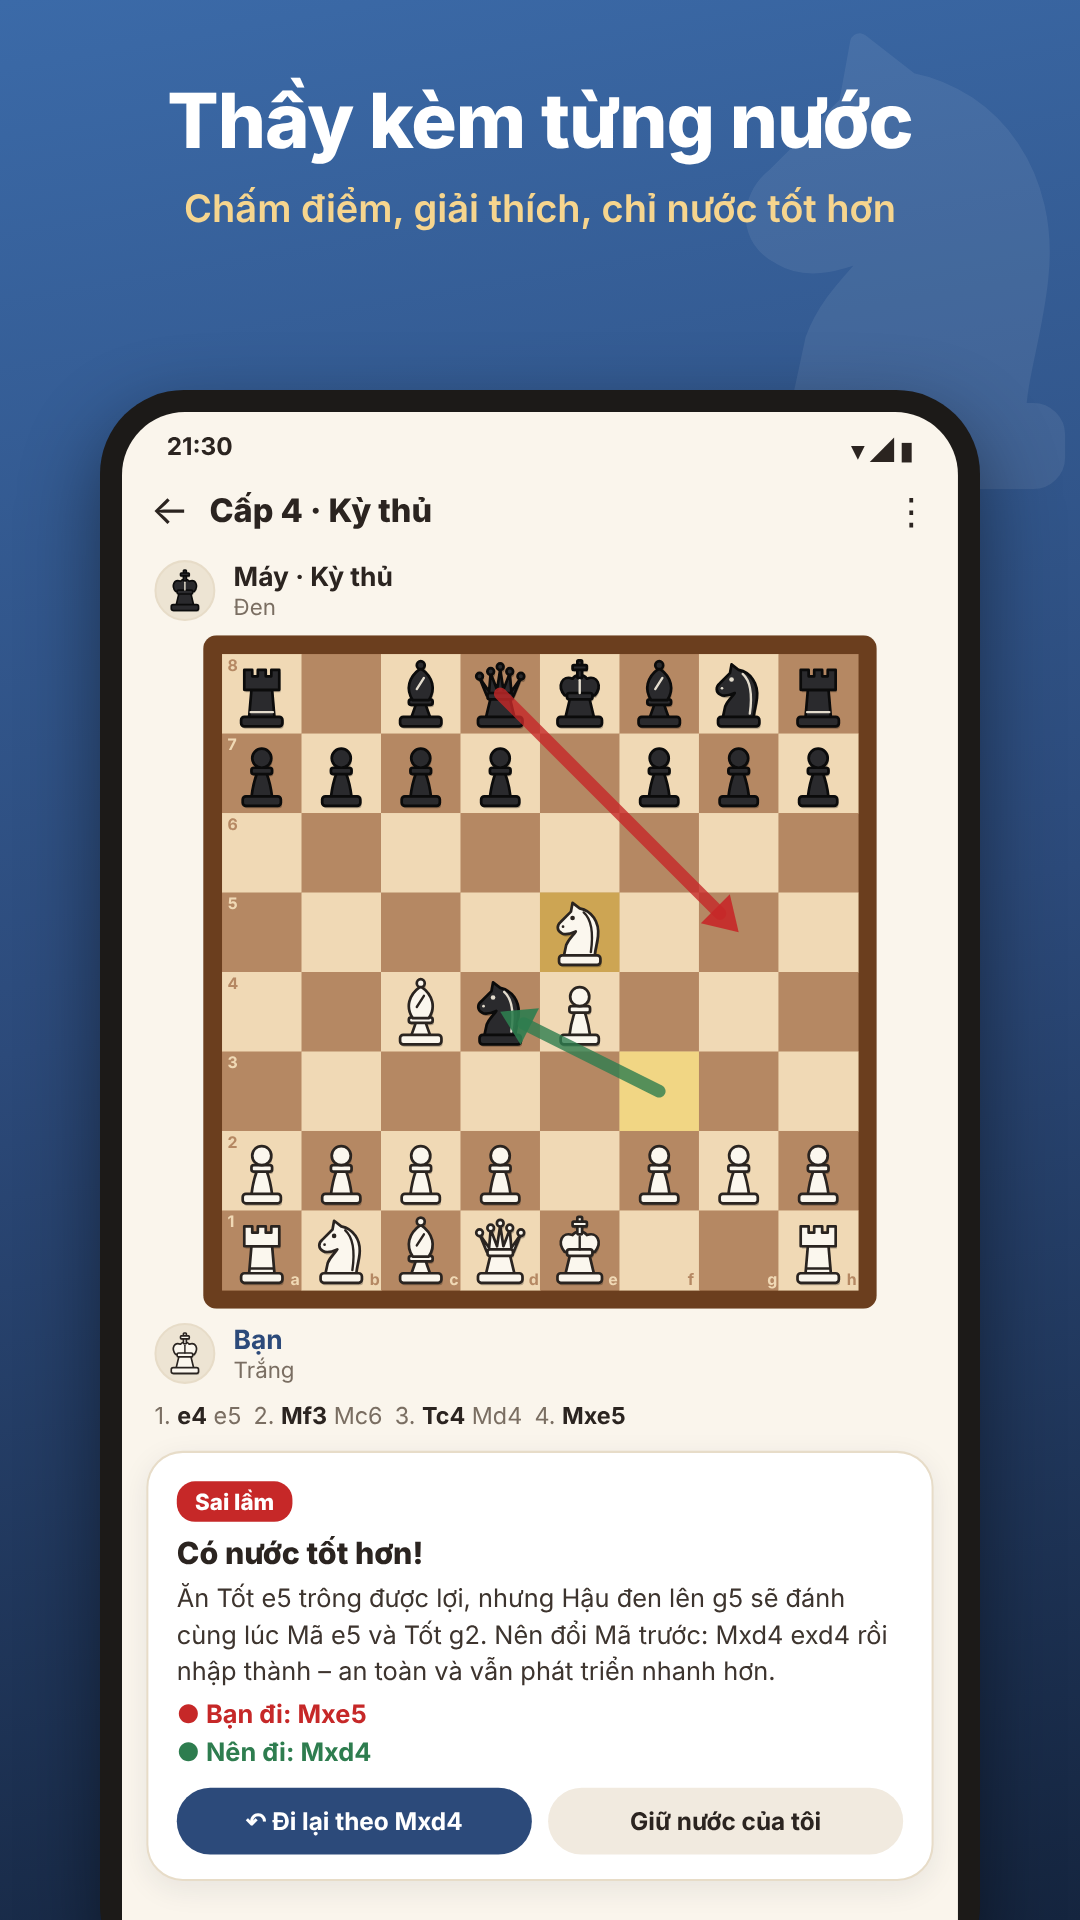 Thầy kèm từng nước
Chấm điểm, giải thích, chỉ nước tốt hơn
21:30
Cấp 4 · Kỳ thủ
Máy · Kỳ thủ
Đen
8
7
6
5
4
3
2
1
a b c d e f g h
Bạn
Trắng
1. e4 e5 2. Mf3 Mc6 3. Tc4 Md4 4. Mxe5
Sai lầm
Có nước tốt hơn!
Ăn Tốt e5 trông được lợi, nhưng Hậu đen lên g5 sẽ đánh
cùng lúc Mã e5 và Tốt g2. Nên đổi Mã trước: Mxd4 exd4 rồi
nhập thành – an toàn và vẫn phát triển nhanh hơn.
Bạn đi: Mxe5
Nên đi: Mxd4
↶ Đi lại theo Mxd4
Giữ nước của tôi